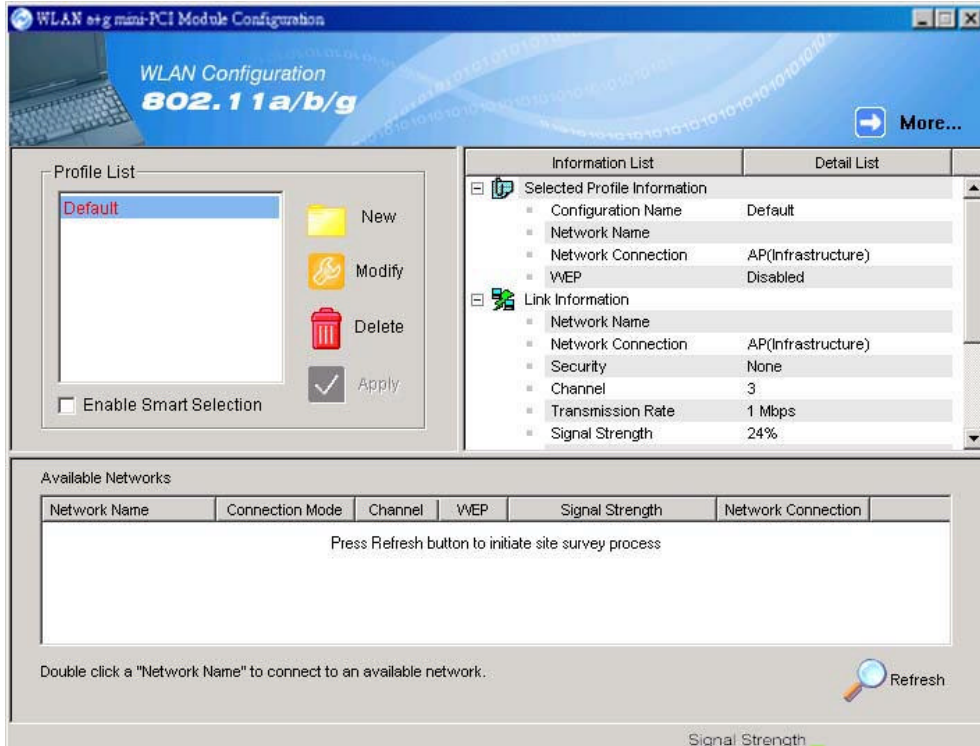 WLAN a+g mini-PCI Module Configuration
WLAN Configuration
802.11a/b/g
More...
Profile List
Default
New
Modify
Delete
Apply
Enable Smart Selection
Information List Detail List
Selected Profile Information
Configuration Name Default
Network Name
Network Connection AP(Infrastructure)
WEP Disabled
Link Information
Network Name
Network Connection AP(Infrastructure)
Security None
Channel 3
Transmission Rate 1 Mbps
Signal Strength 24%
Available Networks
Network Name Connection Mode Channel WEP Signal Strength Network Connection
Press Refresh button to initiate site survey process
Double click a "Network Name" to connect to an available network.
Refresh
Signal Strength